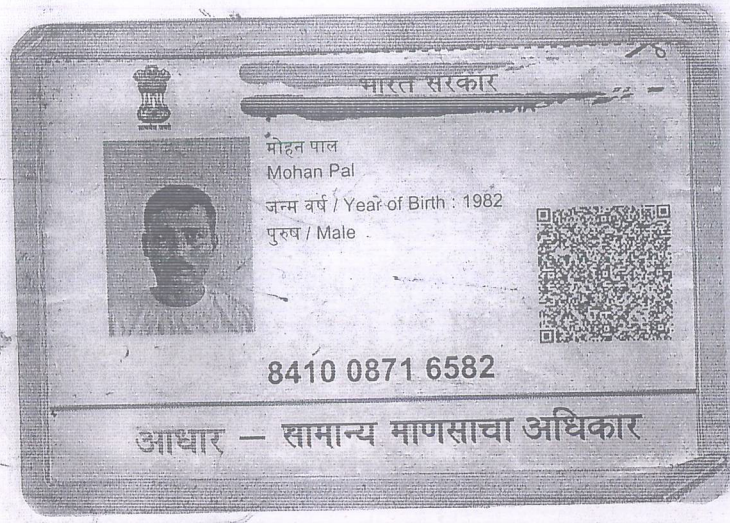 भारत सरकार
मोहन पाल
Mohan Pal
जन्म वर्ष / Year of Birth : 1982
पुरुष / Male
8410 0871 6582
आधार — सामान्य माणसाचा अधिकार